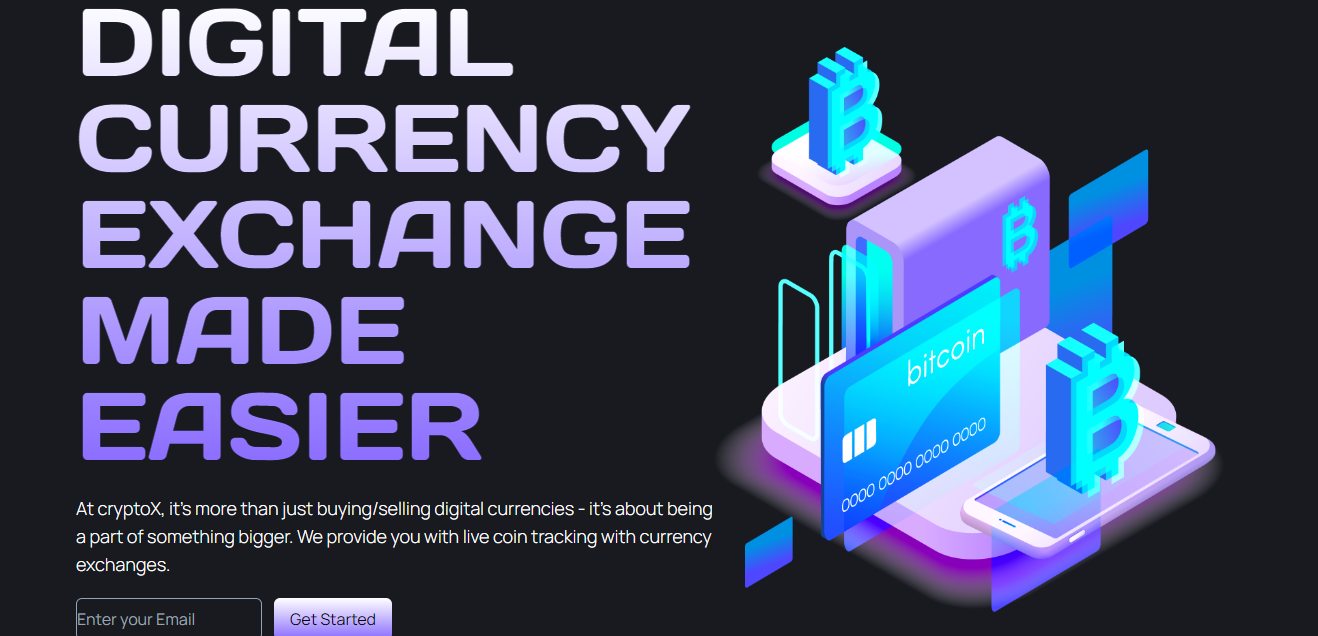 DIGITAL
CURRENCY
EXCHANGE
MADE
EASIER
At cryptoX, it's more than just buying/selling digital currencies - it's about being
a part of something bigger. We provide you with live coin tracking with currency
exchanges.
Enter your Email
Get Started
bitcoin
0000 0000 0000 0000